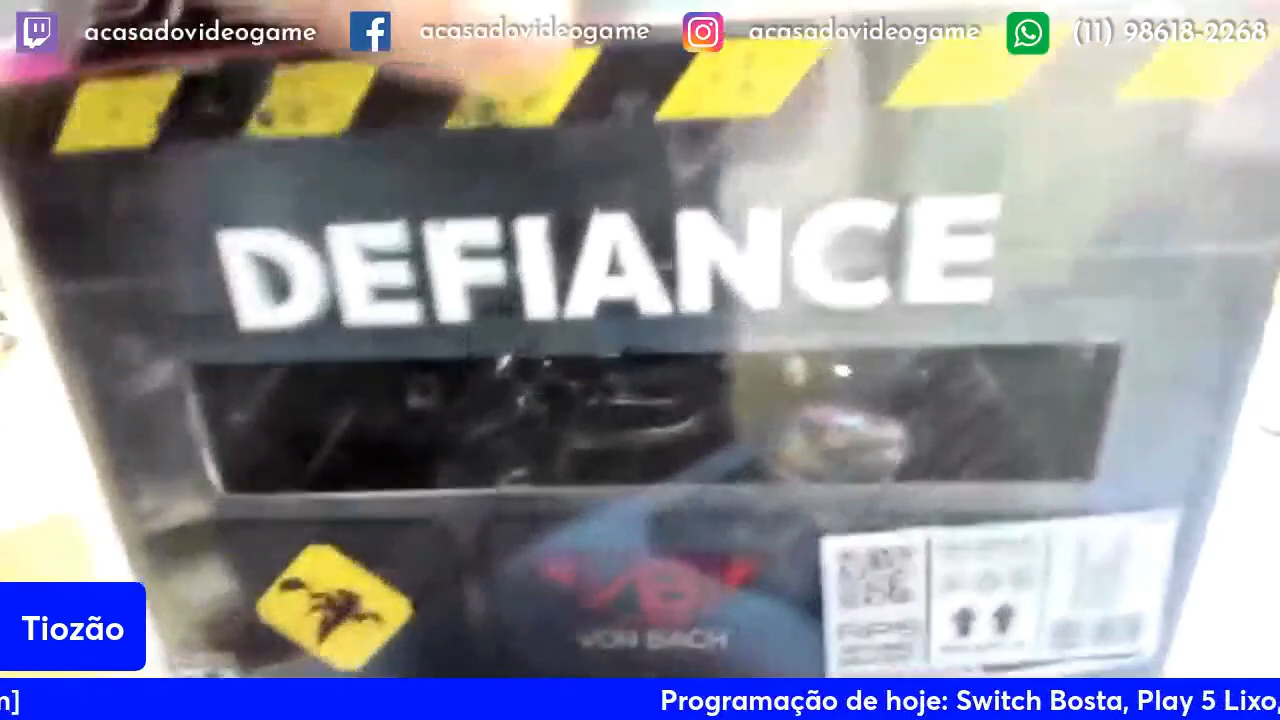 acasadovideogame acasadovideogame acasadovideogame (11) 98618-2268
DEFIANCE
VON BACH
Tiozão
m] Programação de hoje: Switch Bosta, Play 5 Lixo,